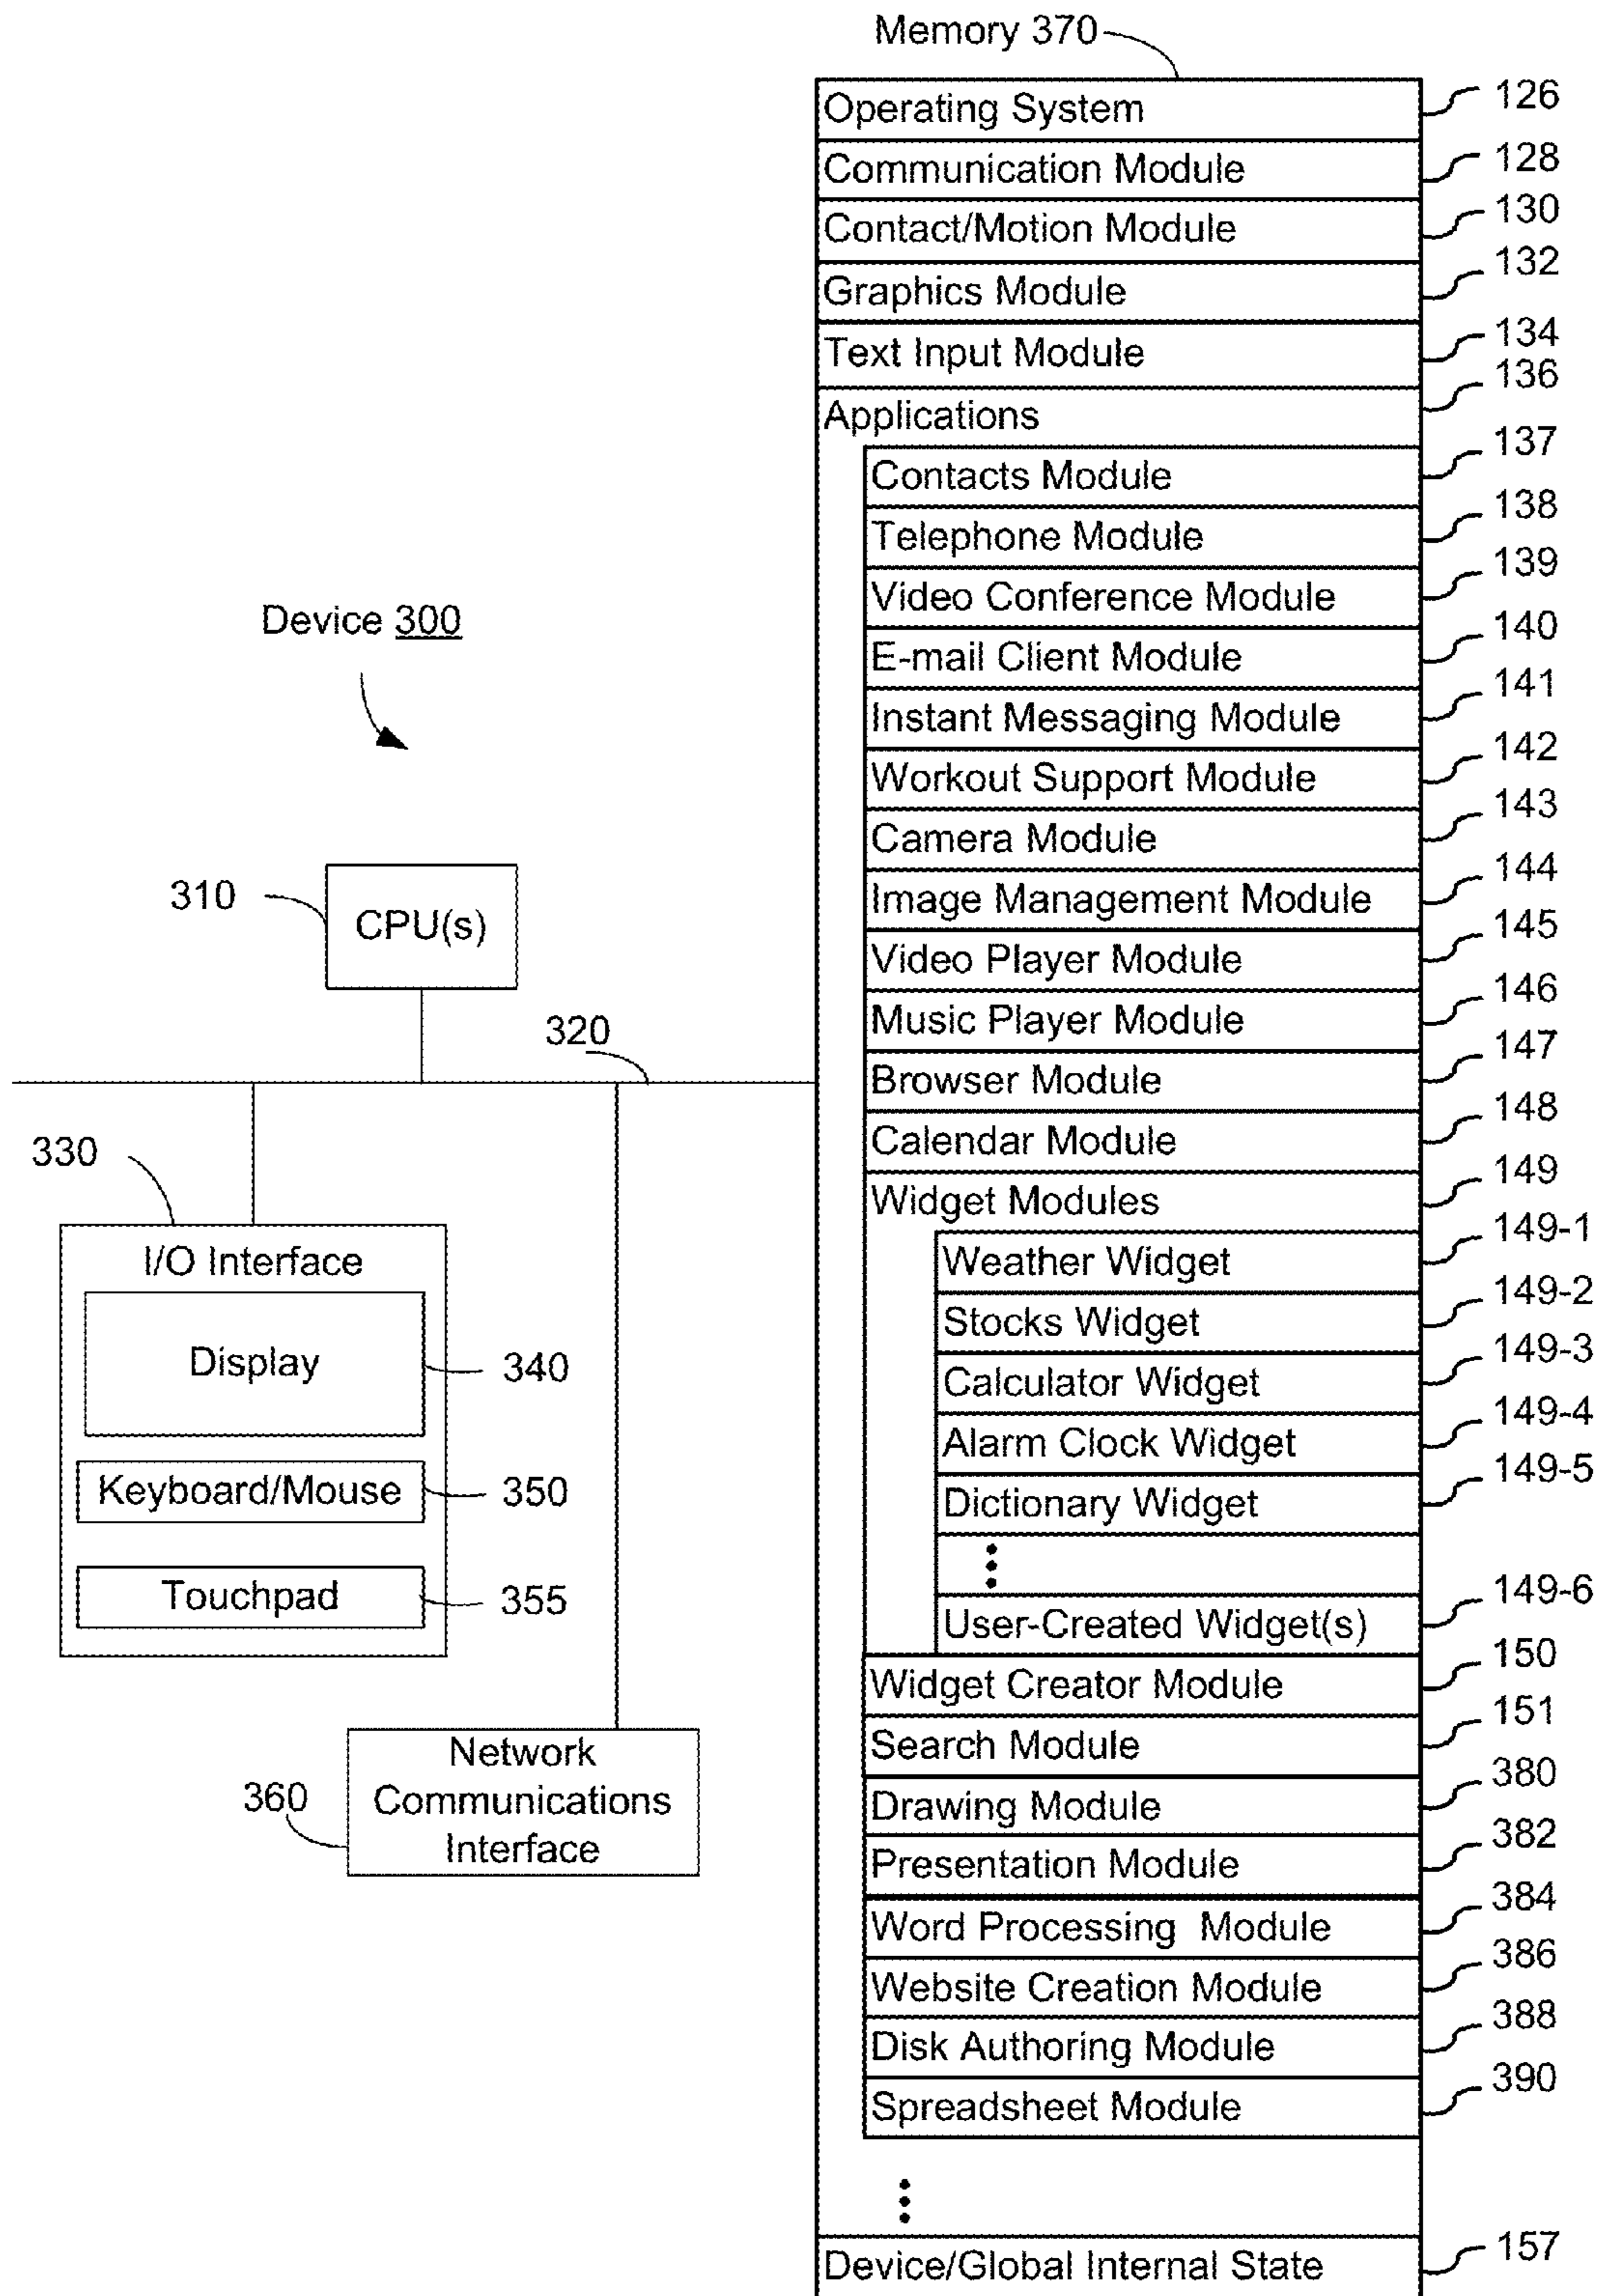 Memory 370
Operating System 126
Communication Module 128
Contact/Motion Module 130
Graphics Module 132
Text Input Module 134
Applications 136
Contacts Module 137
Telephone Module 138
Video Conference Module 139
E-mail Client Module 140
Instant Messaging Module 141
Workout Support Module 142
Camera Module 143
Image Management Module 144
Video Player Module 145
Music Player Module 146
Browser Module 147
Calendar Module 148
Widget Modules 149
Weather Widget 149-1
Stocks Widget 149-2
Calculator Widget 149-3
Alarm Clock Widget 149-4
Dictionary Widget 149-5
User-Created Widget(s) 149-6
Widget Creator Module 150
Search Module 151
Drawing Module 380
Presentation Module 382
Word Processing  Module 384
Website Creation Module 386
Disk Authoring Module 388
Spreadsheet Module 390
Device/Global Internal State 157
Device 300
310
CPU(s)
320
330
I/O Interface
Display 340
Keyboard/Mouse 350
Touchpad 355
360
Network
Communications
Interface